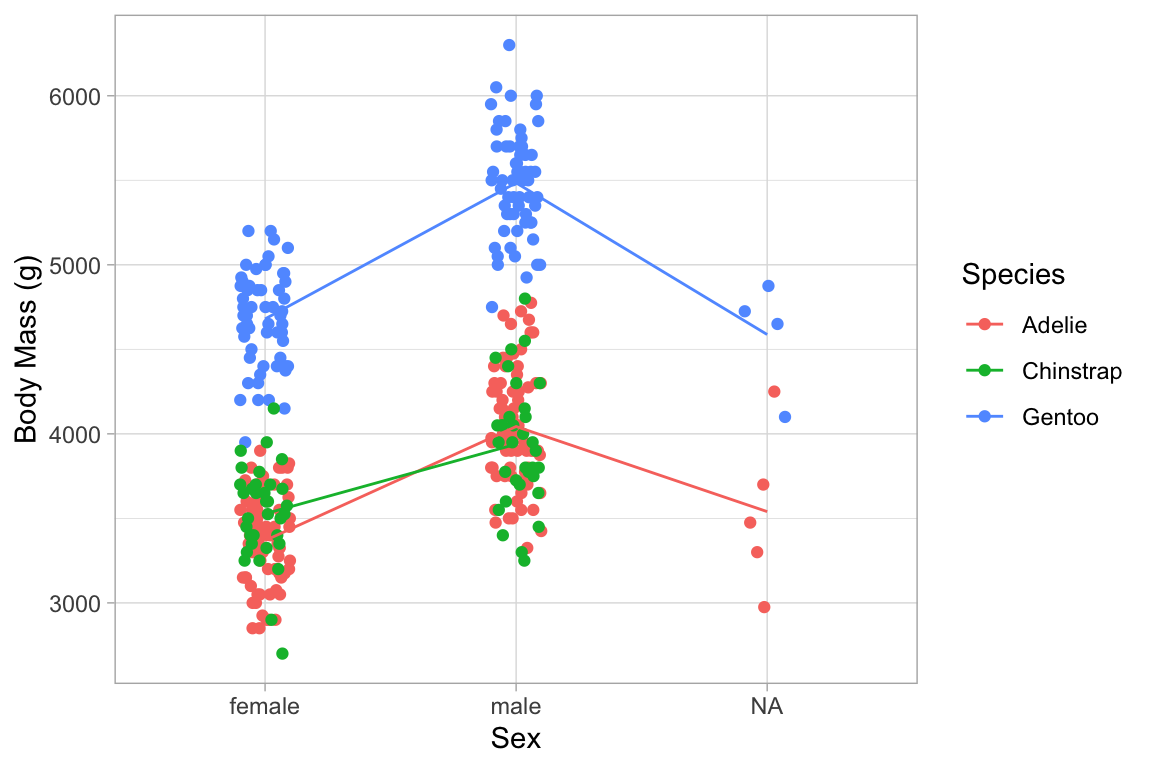 6000
5000
4000
3000
Body Mass (g)
female
male
NA
Sex
Species
Adelie
Chinstrap
Gentoo